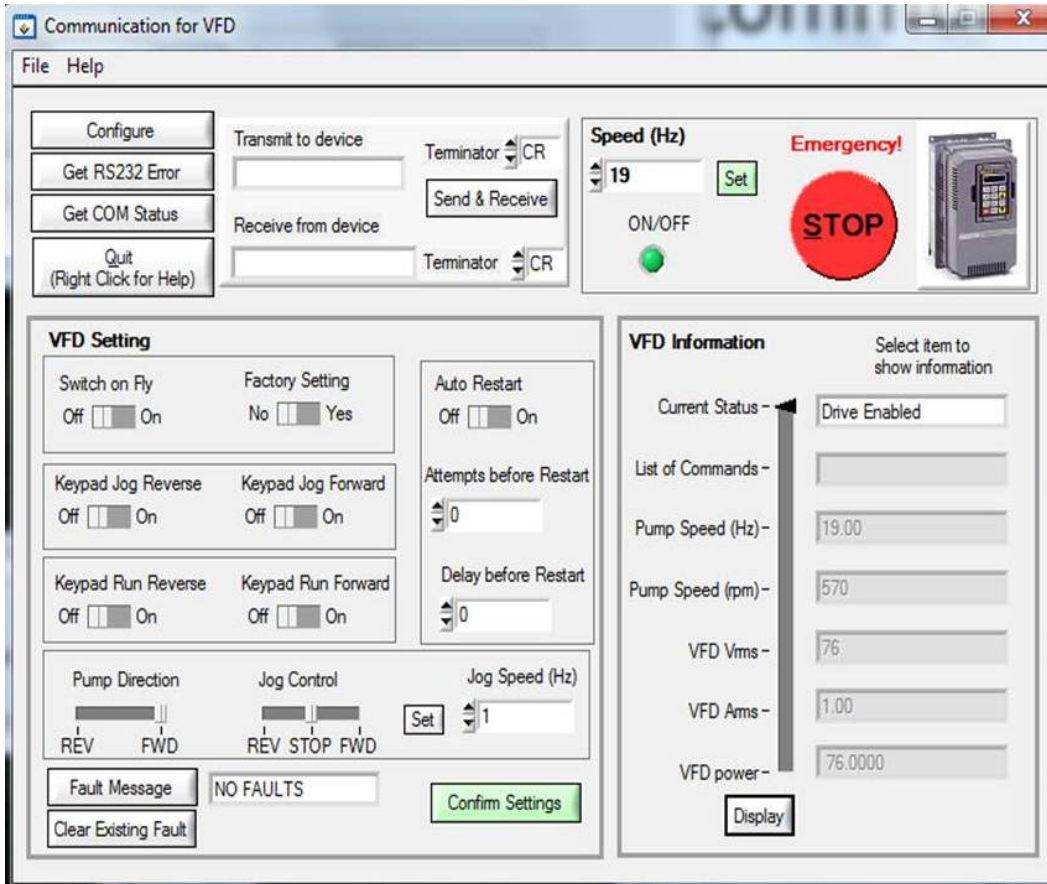 Communication for VFD
File Help
Configure
Get RS232 Error
Get COM Status
Quit
(Right Click for Help)
Transmit to device
Terminator CR
Send & Receive
Receive from device
Terminator CR
Speed (Hz)
19
Set
ON/OFF
Emergency!
STOP
VFD Setting
Switch on Fly
Off On
Factory Setting
No Yes
Auto Restart
Off On
Keypad Jog Reverse
Off On
Keypad Jog Forward
Off On
Attempts before Restart
0
Keypad Run Reverse
Off On
Keypad Run Forward
Off On
Delay before Restart
0
Pump Direction
REV FWD
Jog Control
REV STOP FWD
Set
Jog Speed (Hz)
1
Fault Message
NO FAULTS
Clear Existing Fault
Confirm Settings
VFD Information
Select item to
show information
Current Status
Drive Enabled
List of Commands
Pump Speed (Hz)
19.00
Pump Speed (rpm)
570
VFD Vrms
76
VFD Arms
1.00
VFD power
76.0000
Display